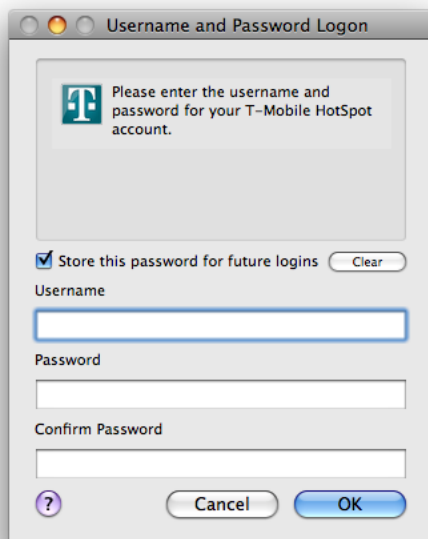 Username and Password Logon
T
Please enter the username and
password for your T-Mobile HotSpot
account.
Store this password for future logins
Clear
Username
Password
Confirm Password
?
Cancel
OK